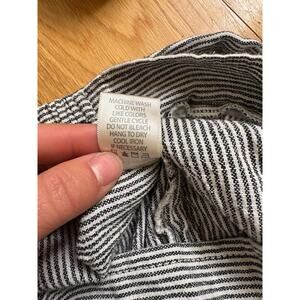 MACHINE WASH
COLD WITH
LIKE COLORS
GENTLE CYCLE
DO NOT BLEACH
HANG TO DRY
COOL IRON
IF NECESSARY